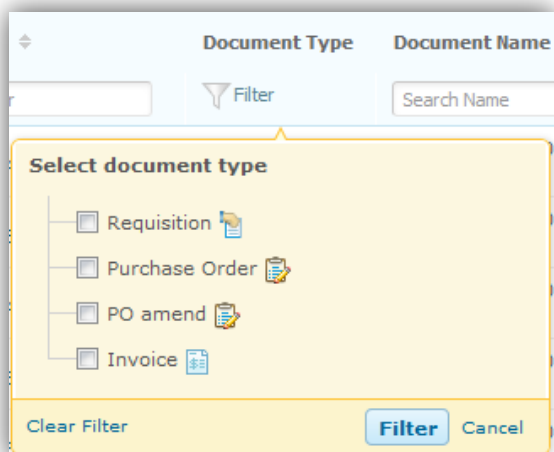 Document Type Document Name
Filter Search Name
Select document type
Requisition
Purchase Order
PO amend
Invoice
Clear Filter Filter Cancel